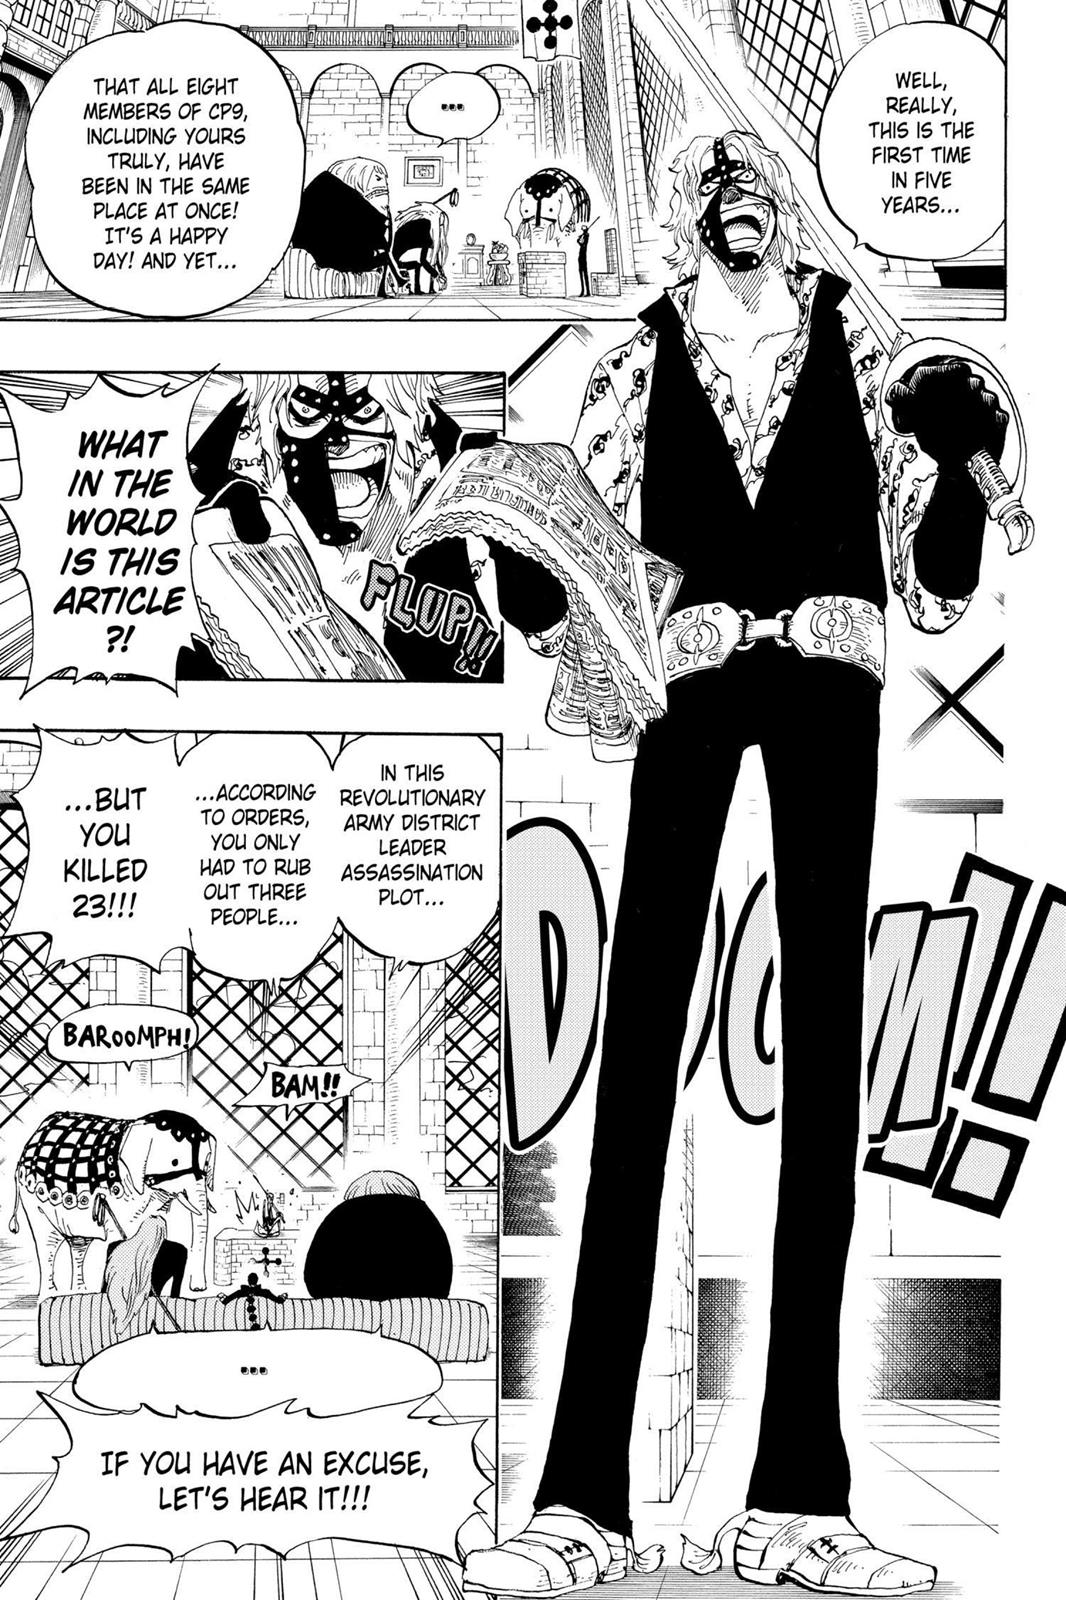 WELL,
REALLY,
THIS IS THE
FIRST TIME
IN FIVE
YEARS...
...
THAT ALL EIGHT
MEMBERS OF CP9,
INCLUDING YOURS
TRULY, HAVE
BEEN IN THE SAME
PLACE AT ONCE!
IT'S A HAPPY
DAY! AND YET...
WHAT
IN THE
WORLD
IS THIS
ARTICLE
?!
FLUP!!
DOOM!!
IN THIS
REVOLUTIONARY
ARMY DISTRICT
LEADER
ASSASSINATION
PLOT...
...ACCORDING
TO ORDERS,
YOU ONLY
HAD TO RUB
OUT THREE
PEOPLE...
...BUT
YOU
KILLED
23!!!
BAROOMPH!
BAM!!
...
IF YOU HAVE AN EXCUSE,
LET'S HEAR IT!!!